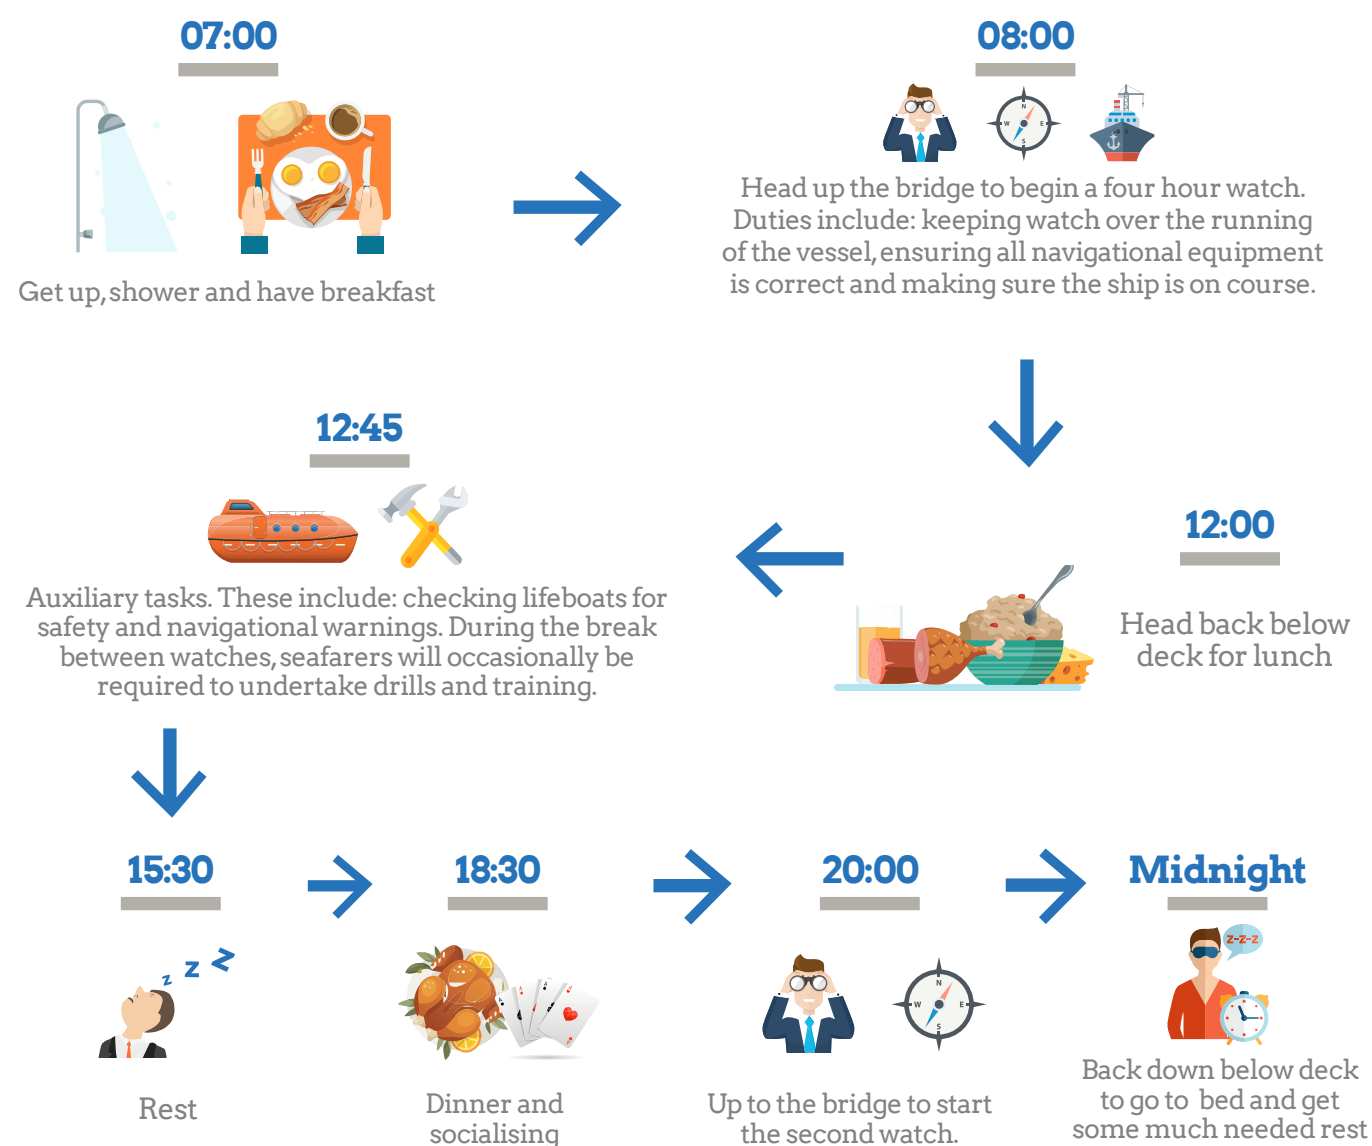 07:00
Get up, shower and have breakfast
08:00
N
W E
S
Head up the bridge to begin a four hour watch.
Duties include: keeping watch over the running
of the vessel, ensuring all navigational equipment
is correct and making sure the ship is on course.
12:00
Head back below
deck for lunch
12:45
Auxiliary tasks. These include: checking lifeboats for
safety and navigational warnings. During the break
between watches, seafarers will occasionally be
required to undertake drills and training.
15:30
z z z
Rest
18:30
A A A A
Dinner and
socialising
20:00
N
W E
S
Up to the bridge to start
the second watch.
Midnight
z-z-z
Back down below deck
to go to bed and get
some much needed rest